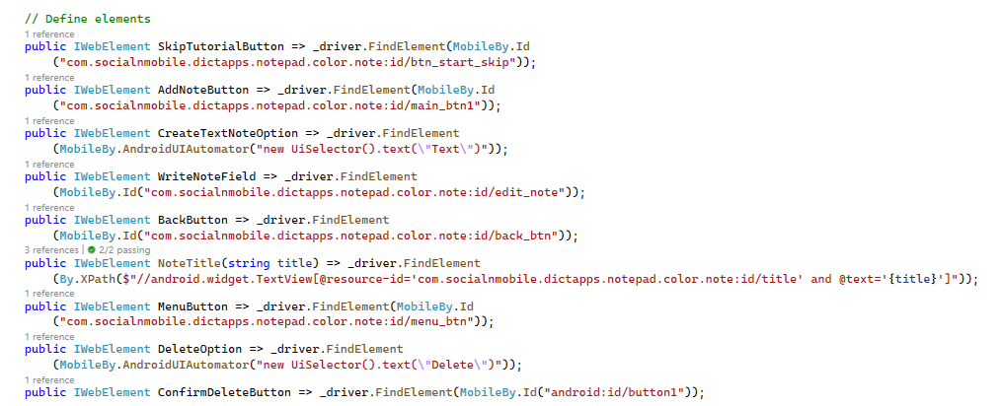 // Define elements
1 reference
public IWebElement SkipTutorialButton => _driver.FindElement(MobileBy.Id
("com.socialnmobile.dictapps.notepad.color.note:id/btn_start_skip"));
1 reference
public IWebElement AddNoteButton => _driver.FindElement(MobileBy.Id
("com.socialnmobile.dictapps.notepad.color.note:id/main_btn1"));
1 reference
public IWebElement CreateTextNoteOption => _driver.FindElement
(MobileBy.AndroidUIAutomator("new UiSelector().text(\"Text\")"));
1 reference
public IWebElement WriteNoteField => _driver.FindElement
(MobileBy.Id("com.socialnmobile.dictapps.notepad.color.note:id/edit_note"));
1 reference
public IWebElement BackButton => _driver.FindElement
(MobileBy.Id("com.socialnmobile.dictapps.notepad.color.note:id/back_btn"));
3 references | 2/2 passing
public IWebElement NoteTitle(string title) => _driver.FindElement
(By.XPath($"//android.widget.TextView[@resource-id='com.socialnmobile.dictapps.notepad.color.note:id/title' and @text='{title}']"));
1 reference
public IWebElement MenuButton => _driver.FindElement(MobileBy.Id
("com.socialnmobile.dictapps.notepad.color.note:id/menu_btn"));
1 reference
public IWebElement DeleteOption => _driver.FindElement
(MobileBy.AndroidUIAutomator("new UiSelector().text(\"Delete\")"));
1 reference
public IWebElement ConfirmDeleteButton => _driver.FindElement(MobileBy.Id("android:id/button1"));